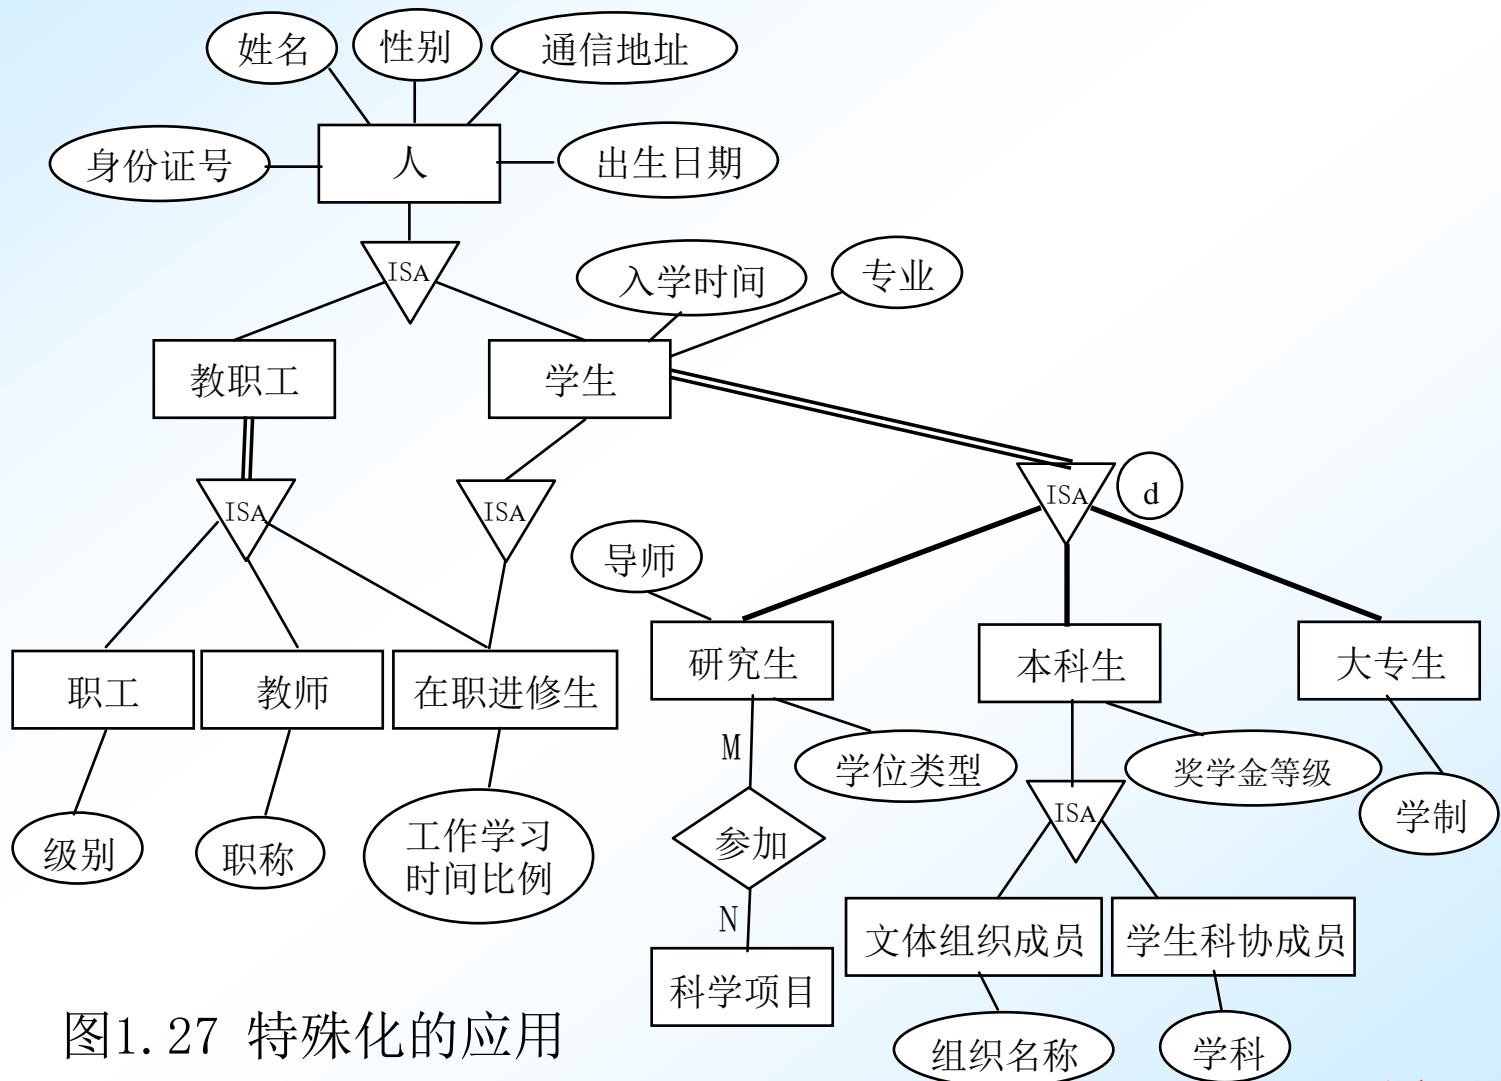 姓名
性别
通信地址
身份证号
人
出生日期
ISA
入学时间
专业
教职工
学生
ISA
ISA
ISA
d
导师
职工
教师
在职进修生
研究生
本科生
大专生
M
学位类型
奖学金等级
级别
职称
工作学习
时间比例
参加
ISA
学制
N
文体组织成员
学生科协成员
科学项目
组织名称
学科
图1.27 特殊化的应用